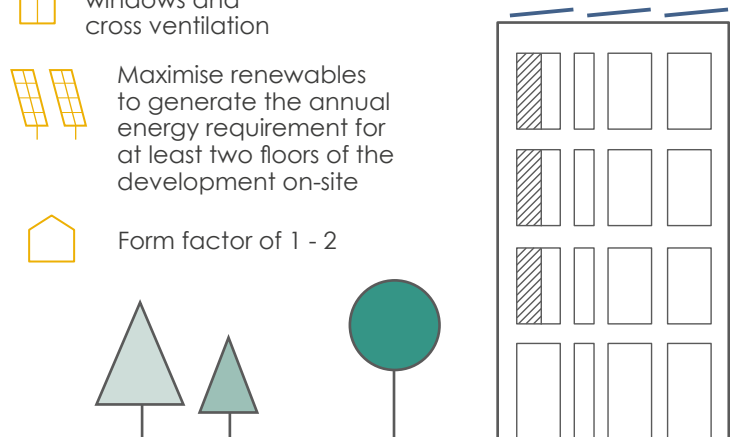 windows and
cross ventilation
Maximise renewables
to generate the annual
energy requirement for
at least two floors of the
development on-site
Form factor of 1 - 2